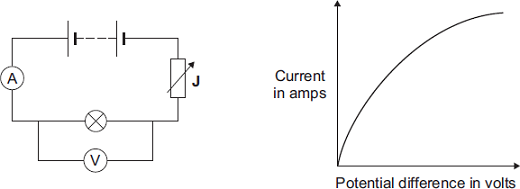 A
J
V
Current
in amps
Potential difference in volts